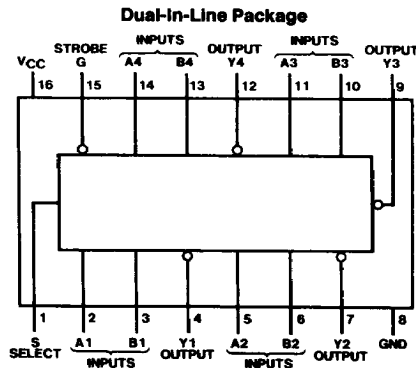 Dual-In-Line Package
INPUTS INPUTS
STROBE OUTPUT OUTPUT
VCC G A4 B4 Y4 A3 B3 Y3
16 15 14 13 12 11 10 9
1 2 3 4 5 6 7 8
S A1 B1 Y1 A2 B2 Y2 GND
SELECT OUTPUT OUTPUT
INPUTS INPUTS